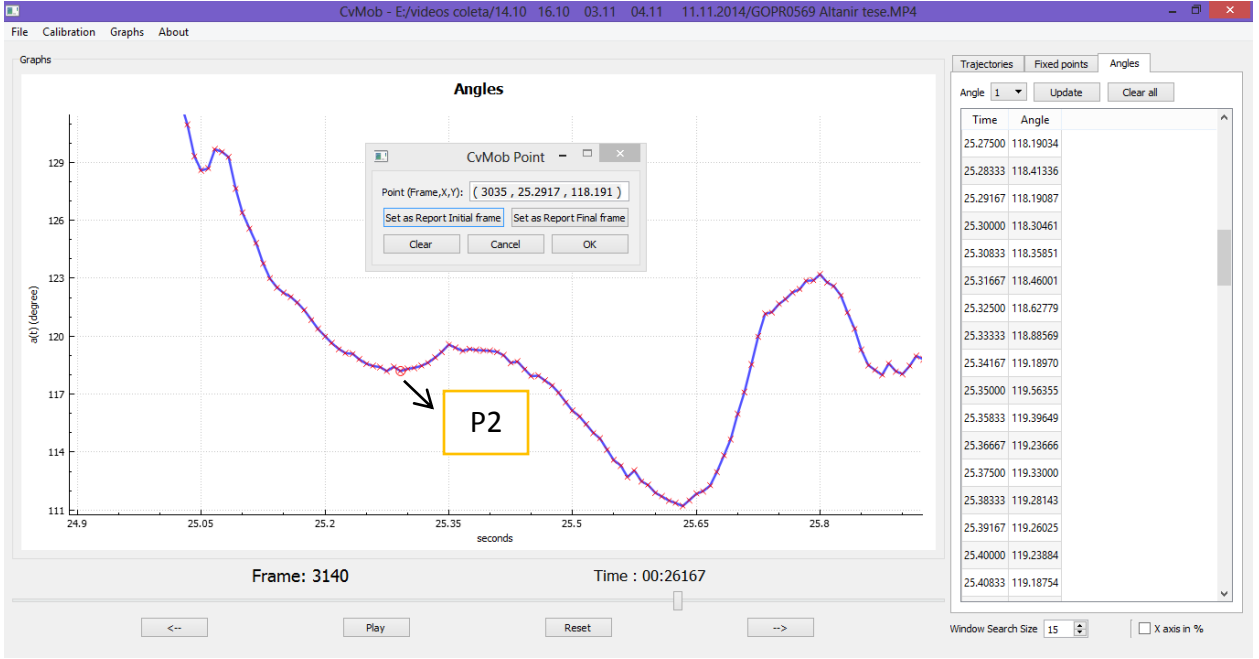 CvMob - E:/videos coleta/14.10 16.10 03.11 04.11 11.11.2014/GOPR0569 Altanir tese.MP4
File Calibration Graphs About
Graphs
Angles
129
126
123
120
117
114
111
a(t) (degree)
24.9 25.05 25.2 25.35 25.5 25.65 25.8
seconds
CvMob Point
Point (Frame,X,Y): ( 3035 , 25.2917 , 118.191 )
Set as Report Initial frame Set as Report Final frame
Clear Cancel OK
P2
Frame: 3140 Time : 00:26167
<-- Play Reset -->
Trajectories Fixed points Angles
Angle 1 Update Clear all
Time Angle
25.27500 118.19034
25.28333 118.41336
25.29167 118.19087
25.30000 118.30461
25.30833 118.35851
25.31667 118.46001
25.32500 118.62779
25.33333 118.88569
25.34167 119.18970
25.35000 119.56355
25.35833 119.39649
25.36667 119.23666
25.37500 119.33000
25.38333 119.28143
25.39167 119.26025
25.40000 119.23884
25.40833 119.18754
Window Search Size 15 X axis in %